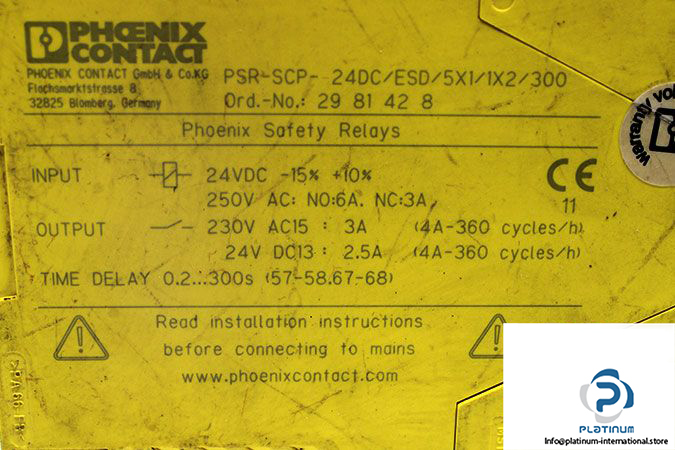 PHŒNIX
CONTACT
PHOENIX CONTACT GmbH & Co.KG
Flachsmarktstrasse 8
32825 Blomberg, Germany
PSR-SCP- 24DC/ESD/5X1/1X2/300
Ord.-No.: 29 81 42 8
Phoenix Safety Relays
INPUT 24VDC -15% +10%
250V AC: NO:6A. NC:3A
OUTPUT 230V AC15 : 3A (4A-360 cycles/h)
24V DC13 : 2.5A (4A-360 cycles/h)
TIME DELAY 0.2...300s (57-58.67-68)
CE
11
warranty
Read installation instructions
before connecting to mains
www.phoenixcontact.com
>PA66 FR<
PLATINUM
Info@platinum-international.store